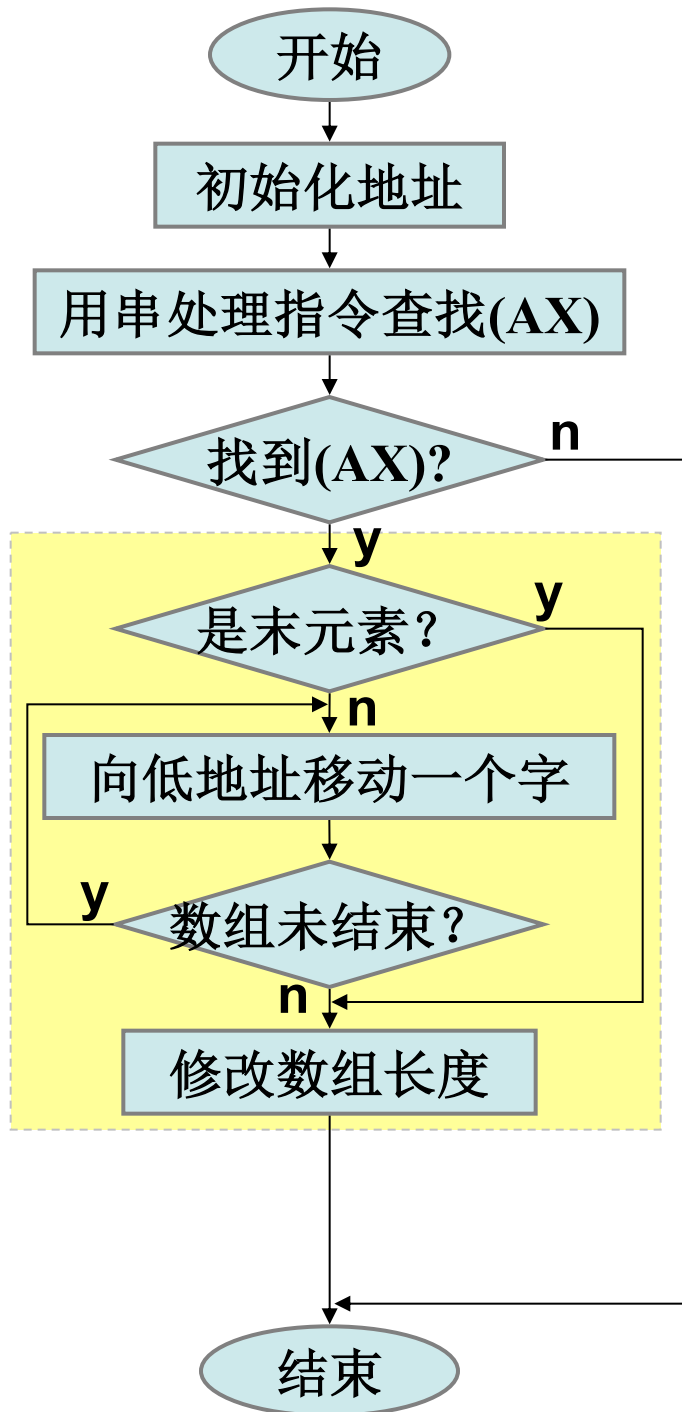 开始
初始化地址
用串处理指令查找(AX)
找到(AX)?
n
y
是末元素?
y
n
向低地址移动一个字
y
数组未结束?
n
修改数组长度
结束